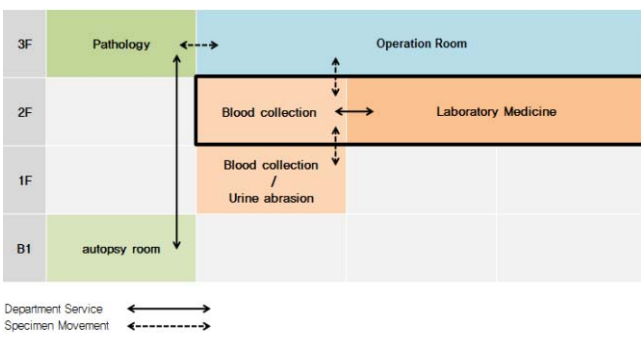 3F
Pathology
Operation Room
2F
Blood collection
Laboratory Medicine
1F
Blood collection
/
Urine abrasion
B1
autopsy room
Department Service
Specimen Movement